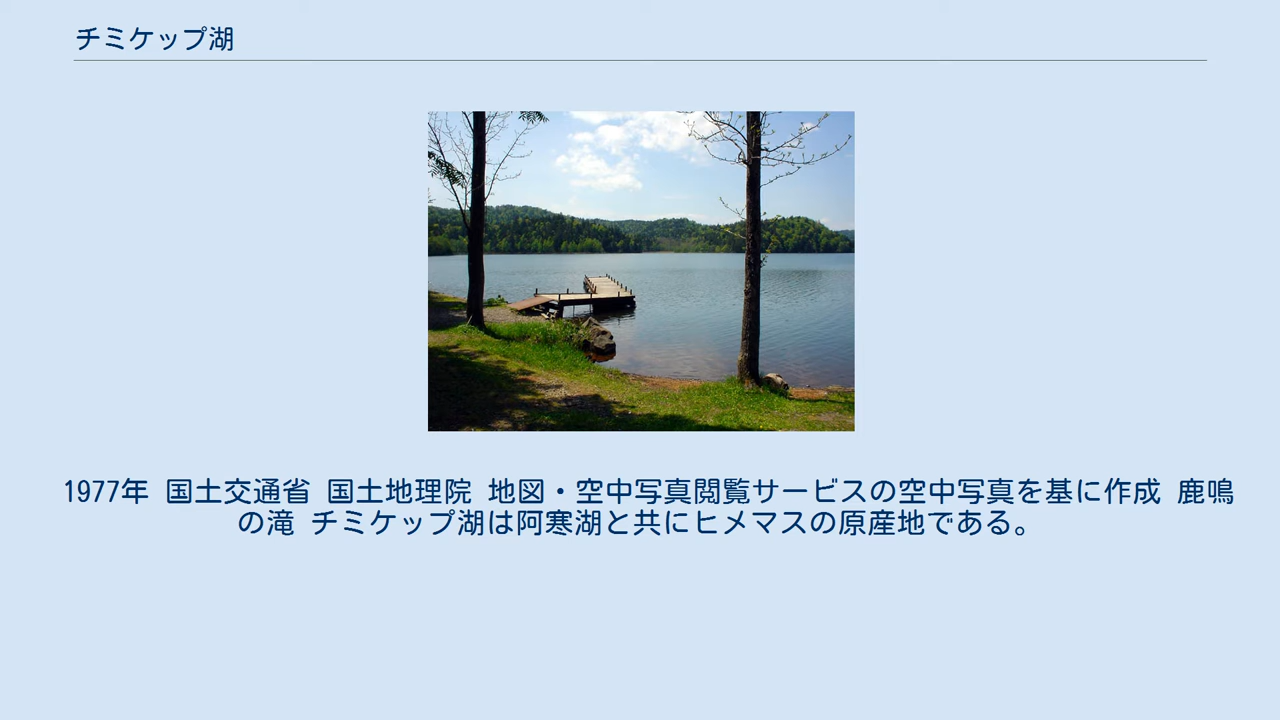 チミケップ湖
1977年 国土交通省 国土地理院 地図・空中写真閲覧サービスの空中写真を基に作成 鹿鳴
の滝 チミケップ湖は阿寒湖と共にヒメマスの原産地である。